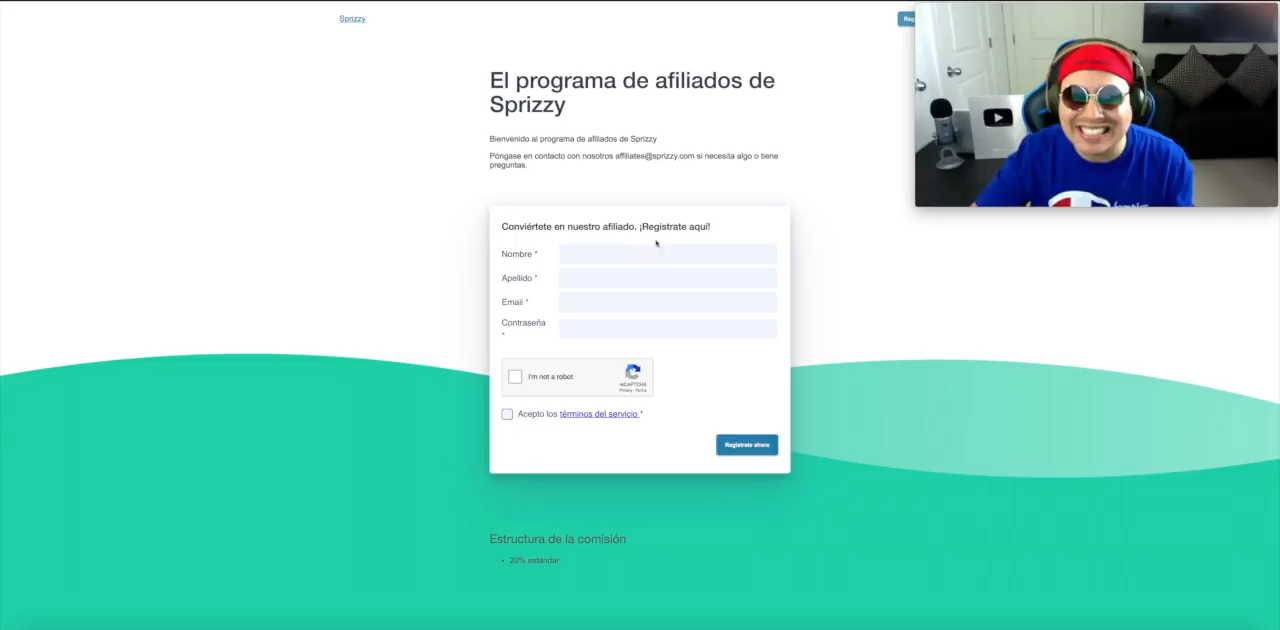 Sprizzy
Reg
El programa de afiliados de
Sprizzy
Bienvenido al programa de afiliados de Sprizzy
Póngase en contacto con nosotros affiliates@sprizzy.com si necesita algo o tiene
preguntas.
Conviértete en nuestro afiliado. ¡Registrate aquí!
Nombre *
Apellido *
Email *
Contraseña
*
I'm not a robot
reCAPTCHA
Privacy - Terms
Acepto los términos del servicio *
Registrate ahora
Estructura de la comisión
• 20% estándar